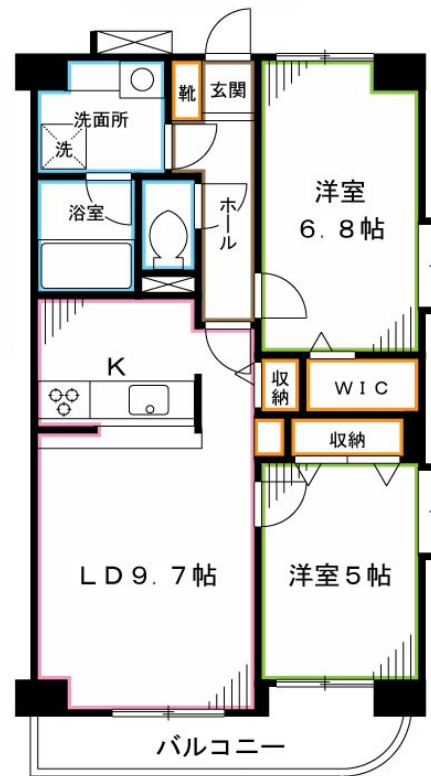 靴
玄関
洗面所
洗
浴室
ホール
洋室
6.8帖
K
収納
WIC
収納
LD9.7帖
洋室5帖
バルコニー